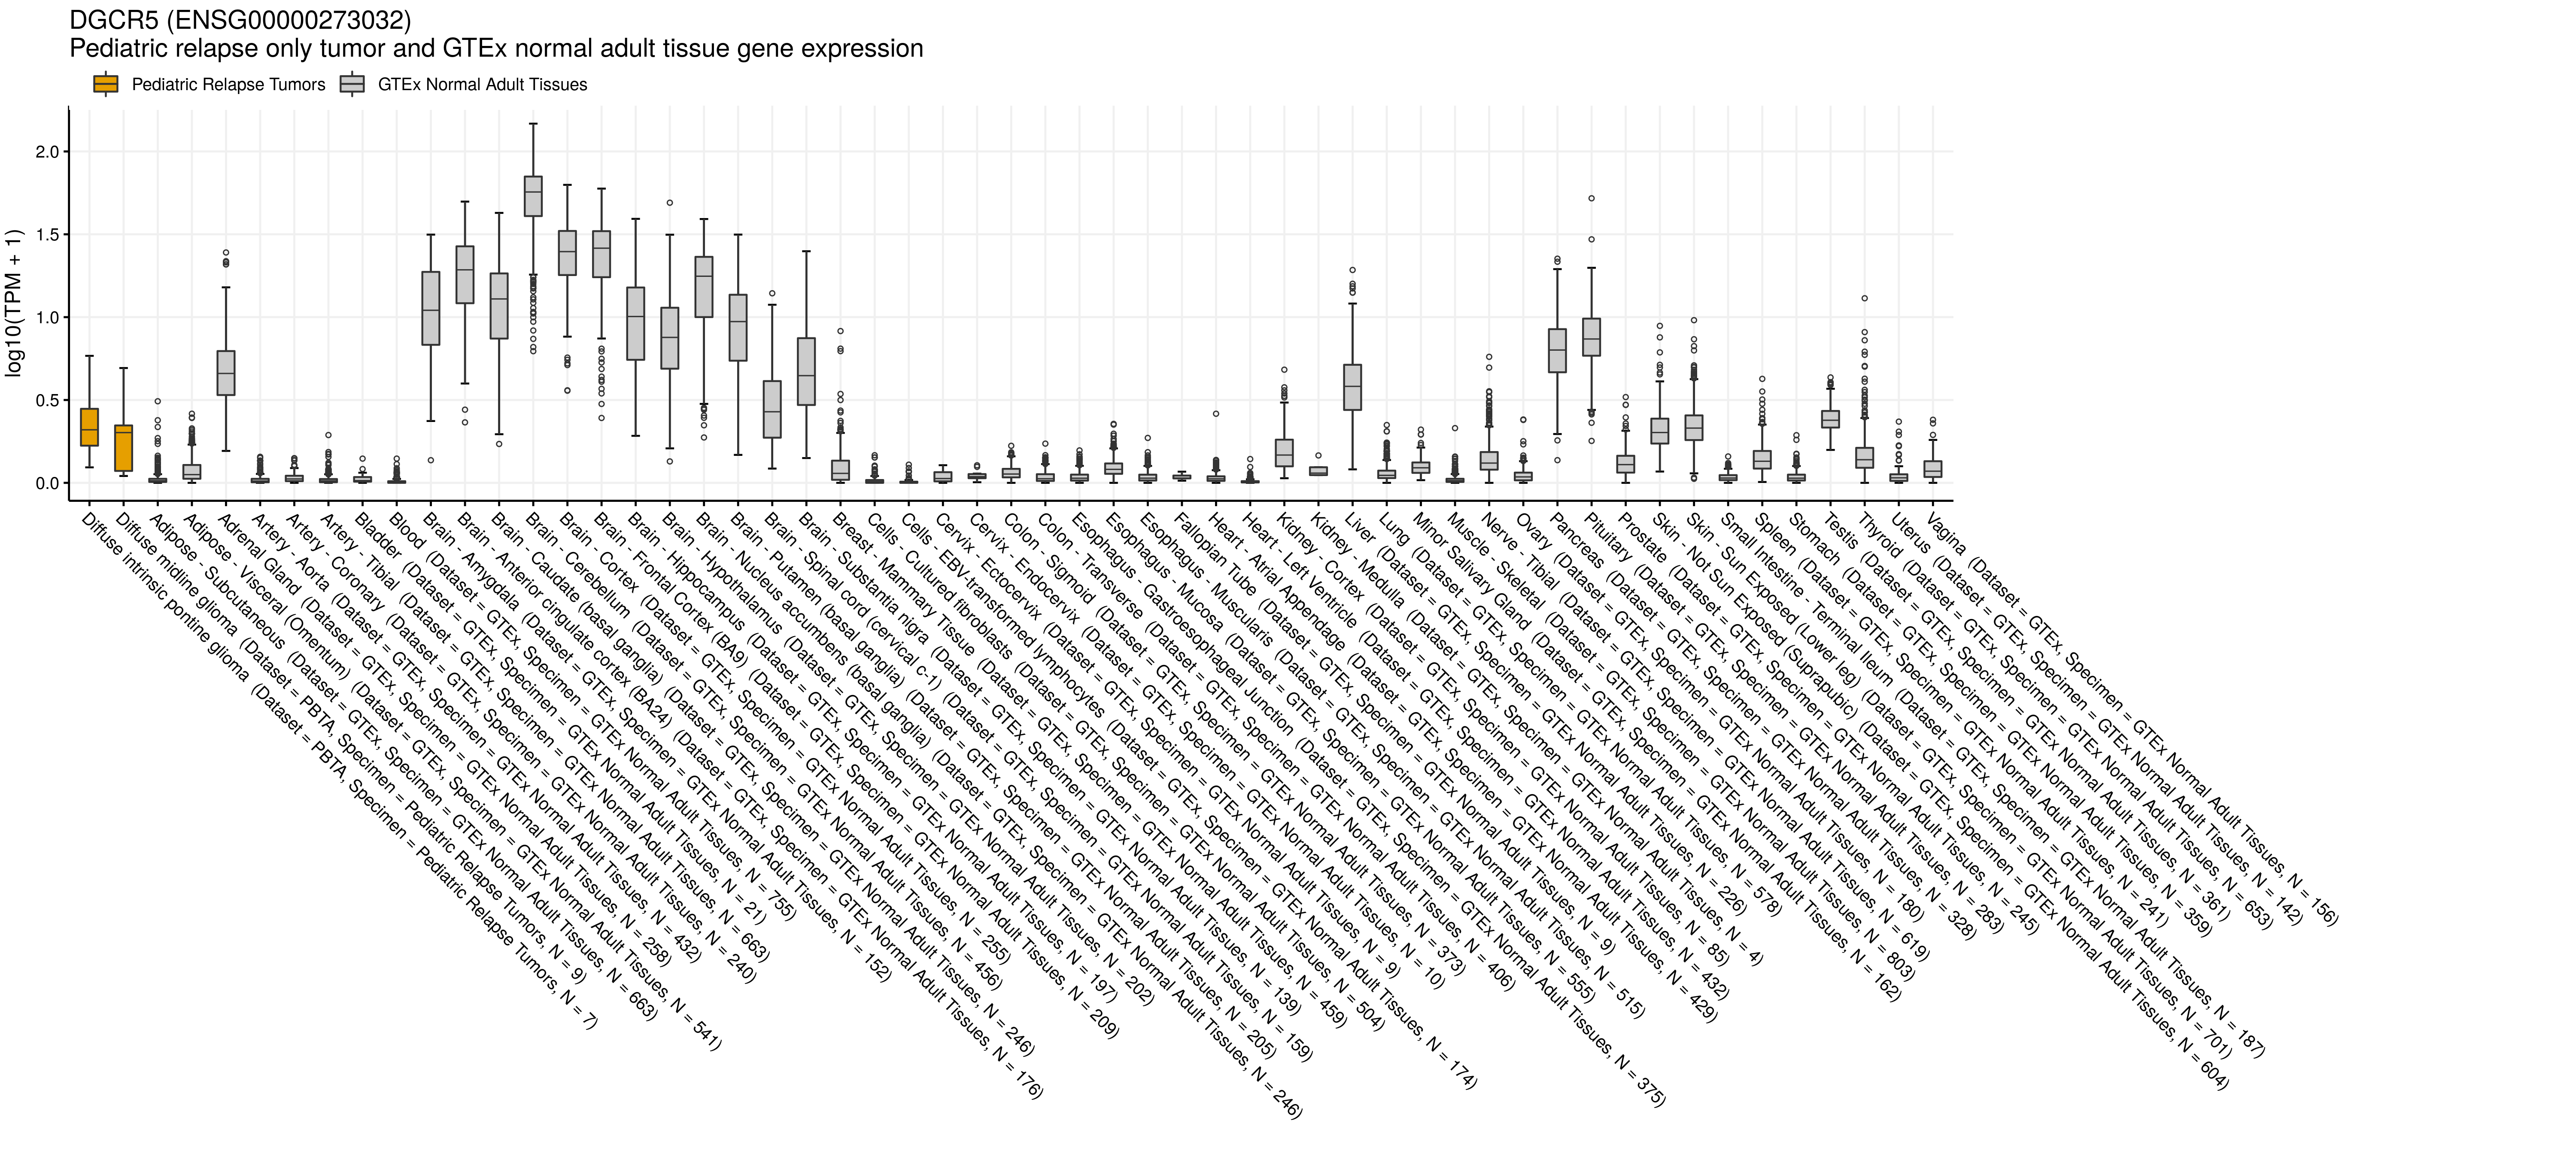 DGCR5 (ENSG00000273032)
Pediatric relapse only tumor and GTEx normal adult tissue gene expression
Pediatric Relapse Tumors
GTEx Normal Adult Tissues
log10(TPM + 1)
2.0
1.5
1.0
0.5
0.0
Diffuse intrinsic pontine glioma (Dataset = PBTA, Specimen = Pediatric Relapse Tumors, N = 7)
Diffuse midline glioma (Dataset = PBTA, Specimen = Pediatric Relapse Tumors, N = 9)
Adipose - Subcutaneous (Dataset = GTEx, Specimen = GTEx Normal Adult Tissues, N = 663)
Adipose - Visceral (Omentum) (Dataset = GTEx, Specimen = GTEx Normal Adult Tissues, N = 541)
Adrenal Gland (Dataset = GTEx, Specimen = GTEx Normal Adult Tissues, N = 258)
Artery - Aorta (Dataset = GTEx, Specimen = GTEx Normal Adult Tissues, N = 432)
Artery - Coronary (Dataset = GTEx, Specimen = GTEx Normal Adult Tissues, N = 240)
Artery - Tibial (Dataset = GTEx, Specimen = GTEx Normal Adult Tissues, N = 663)
Bladder (Dataset = GTEx, Specimen = GTEx Normal Adult Tissues, N = 21)
Blood (Dataset = GTEx, Specimen = GTEx Normal Adult Tissues, N = 755)
Brain - Amygdala (Dataset = GTEx, Specimen = GTEx Normal Adult Tissues, N = 152)
Brain - Anterior cingulate cortex (BA24) (Dataset = GTEx, Specimen = GTEx Normal Adult Tissues, N = 176)
Brain - Caudate (basal ganglia) (Dataset = GTEx, Specimen = GTEx Normal Adult Tissues, N = 246)
Brain - Cerebellum (Dataset = GTEx, Specimen = GTEx Normal Adult Tissues, N = 456)
Brain - Cortex (Dataset = GTEx, Specimen = GTEx Normal Adult Tissues, N = 255)
Brain - Frontal Cortex (BA9) (Dataset = GTEx, Specimen = GTEx Normal Adult Tissues, N = 209)
Brain - Hippocampus (Dataset = GTEx, Specimen = GTEx Normal Adult Tissues, N = 197)
Brain - Hypothalamus (Dataset = GTEx, Specimen = GTEx Normal Adult Tissues, N = 202)
Brain - Nucleus accumbens (basal ganglia) (Dataset = GTEx, Specimen = GTEx Normal Adult Tissues, N = 246)
Brain - Putamen (basal ganglia) (Dataset = GTEx, Specimen = GTEx Normal Adult Tissues, N = 205)
Brain - Spinal cord (cervical c-1) (Dataset = GTEx, Specimen = GTEx Normal Adult Tissues, N = 159)
Brain - Substantia nigra (Dataset = GTEx, Specimen = GTEx Normal Adult Tissues, N = 139)
Breast - Mammary Tissue (Dataset = GTEx, Specimen = GTEx Normal Adult Tissues, N = 459)
Cells - Cultured fibroblasts (Dataset = GTEx, Specimen = GTEx Normal Adult Tissues, N = 504)
Cells - EBV-transformed lymphocytes (Dataset = GTEx, Specimen = GTEx Normal Adult Tissues, N = 174)
Cervix - Ectocervix (Dataset = GTEx, Specimen = GTEx Normal Adult Tissues, N = 9)
Cervix - Endocervix (Dataset = GTEx, Specimen = GTEx Normal Adult Tissues, N = 10)
Colon - Sigmoid (Dataset = GTEx, Specimen = GTEx Normal Adult Tissues, N = 373)
Colon - Transverse (Dataset = GTEx, Specimen = GTEx Normal Adult Tissues, N = 406)
Esophagus - Gastroesophageal Junction (Dataset = GTEx, Specimen = GTEx Normal Adult Tissues, N = 375)
Esophagus - Mucosa (Dataset = GTEx, Specimen = GTEx Normal Adult Tissues, N = 555)
Esophagus - Muscularis (Dataset = GTEx, Specimen = GTEx Normal Adult Tissues, N = 515)
Fallopian Tube (Dataset = GTEx, Specimen = GTEx Normal Adult Tissues, N = 9)
Heart - Atrial Appendage (Dataset = GTEx, Specimen = GTEx Normal Adult Tissues, N = 429)
Heart - Left Ventricle (Dataset = GTEx, Specimen = GTEx Normal Adult Tissues, N = 432)
Kidney - Cortex (Dataset = GTEx, Specimen = GTEx Normal Adult Tissues, N = 85)
Kidney - Medulla (Dataset = GTEx, Specimen = GTEx Normal Adult Tissues, N = 4)
Liver (Dataset = GTEx, Specimen = GTEx Normal Adult Tissues, N = 226)
Lung (Dataset = GTEx, Specimen = GTEx Normal Adult Tissues, N = 578)
Minor Salivary Gland (Dataset = GTEx, Specimen = GTEx Normal Adult Tissues, N = 162)
Muscle - Skeletal (Dataset = GTEx, Specimen = GTEx Normal Adult Tissues, N = 803)
Nerve - Tibial (Dataset = GTEx, Specimen = GTEx Normal Adult Tissues, N = 619)
Ovary (Dataset = GTEx, Specimen = GTEx Normal Adult Tissues, N = 180)
Pancreas (Dataset = GTEx, Specimen = GTEx Normal Adult Tissues, N = 328)
Pituitary (Dataset = GTEx, Specimen = GTEx Normal Adult Tissues, N = 283)
Prostate (Dataset = GTEx, Specimen = GTEx Normal Adult Tissues, N = 245)
Skin - Not Sun Exposed (Suprapubic) (Dataset = GTEx, Specimen = GTEx Normal Adult Tissues, N = 604)
Skin - Sun Exposed (Lower leg) (Dataset = GTEx, Specimen = GTEx Normal Adult Tissues, N = 701)
Small Intestine - Terminal Ileum (Dataset = GTEx, Specimen = GTEx Normal Adult Tissues, N = 187)
Spleen (Dataset = GTEx, Specimen = GTEx Normal Adult Tissues, N = 241)
Stomach (Dataset = GTEx, Specimen = GTEx Normal Adult Tissues, N = 359)
Testis (Dataset = GTEx, Specimen = GTEx Normal Adult Tissues, N = 361)
Thyroid (Dataset = GTEx, Specimen = GTEx Normal Adult Tissues, N = 653)
Uterus (Dataset = GTEx, Specimen = GTEx Normal Adult Tissues, N = 142)
Vagina (Dataset = GTEx, Specimen = GTEx Normal Adult Tissues, N = 156)